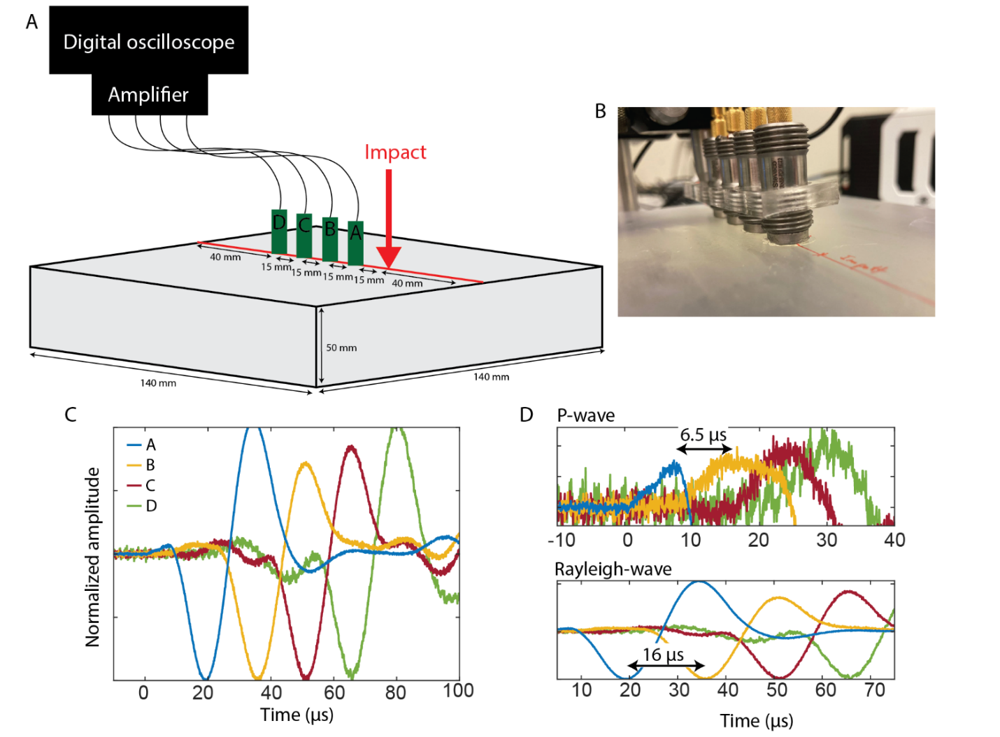 A
Digital oscilloscope
Amplifier
Impact
D
C
B
A
40 mm
15 mm
15 mm
15 mm
15 mm
40 mm
50 mm
140 mm
140 mm
B
Impact
C
A
B
C
D
Normalized amplitude
0 20 40 60 80 100
Time (µs)
D
P-wave
6.5 µs
-10 0 10 20 30 40
Rayleigh-wave
16 µs
10 20 30 40 50 60 70
Time (µs)